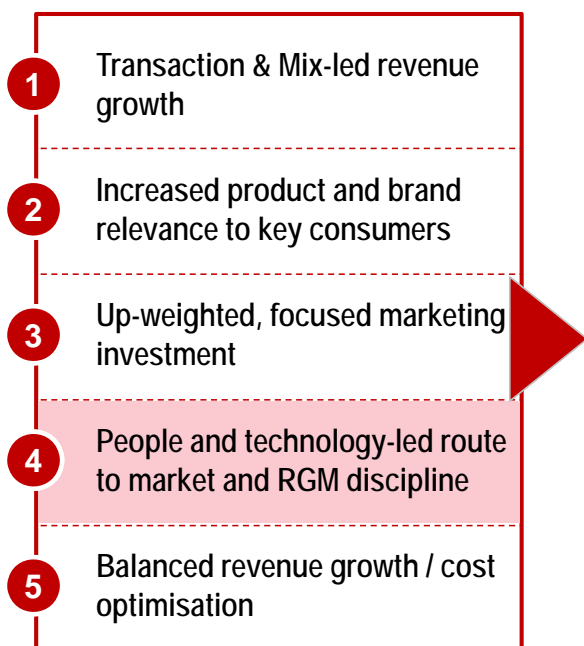 1
Transaction & Mix-led revenue
growth
2
Increased product and brand
relevance to key consumers
3
Up-weighted, focused marketing
investment
4
People and technology-led route
to market and RGM discipline
5
Balanced revenue growth / cost
optimisation